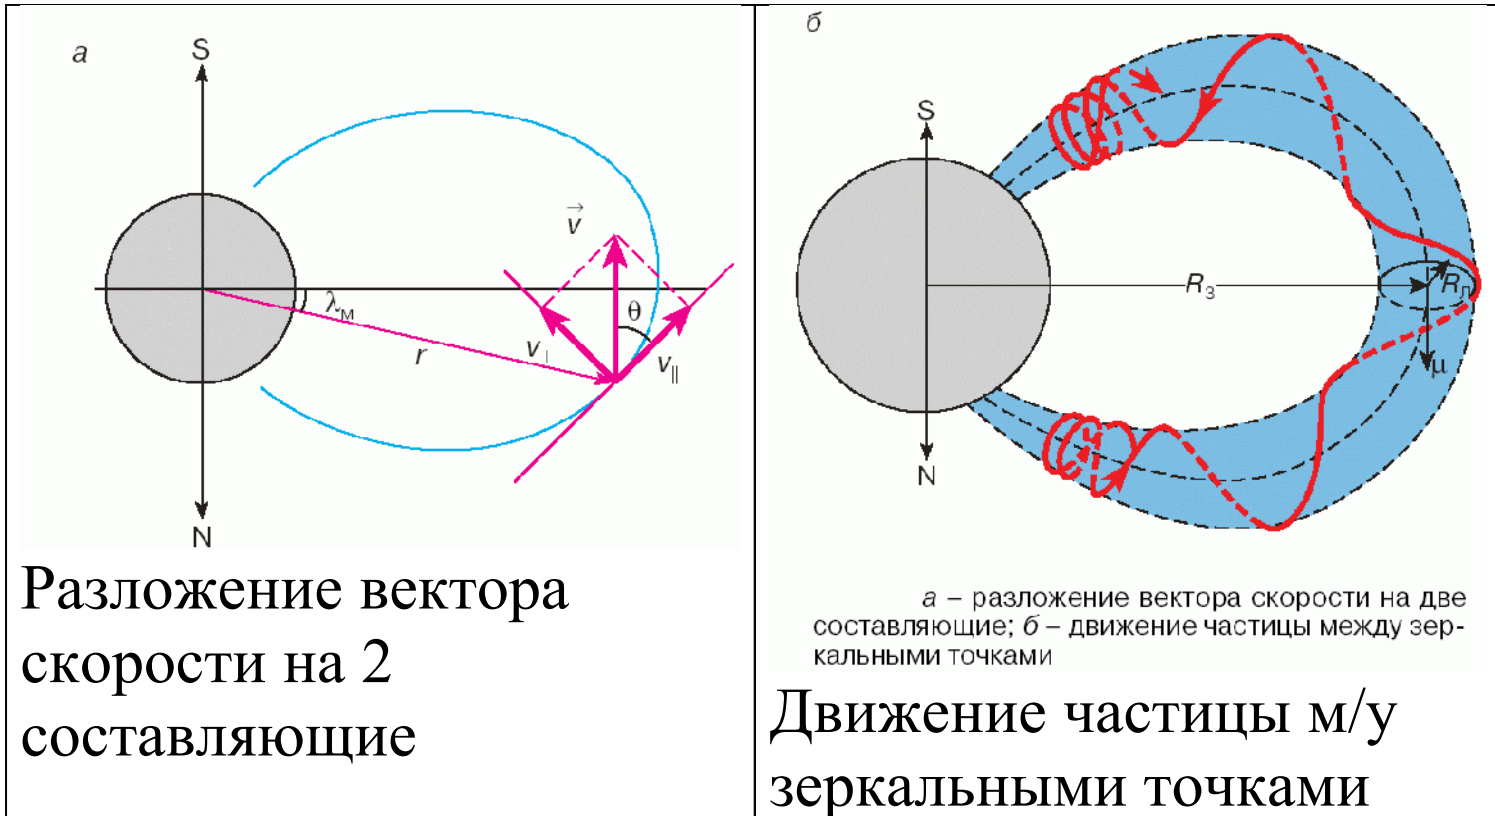 а
S
v
λм
θ
r
v⊥
v||
N
Разложение вектора
скорости на 2
составляющие
б
S
Rз
Rл
μ
N
а – разложение вектора скорости на две
составляющие; б – движение частицы между зер-
кальными точками
Движение частицы м/у
зеркальными точками